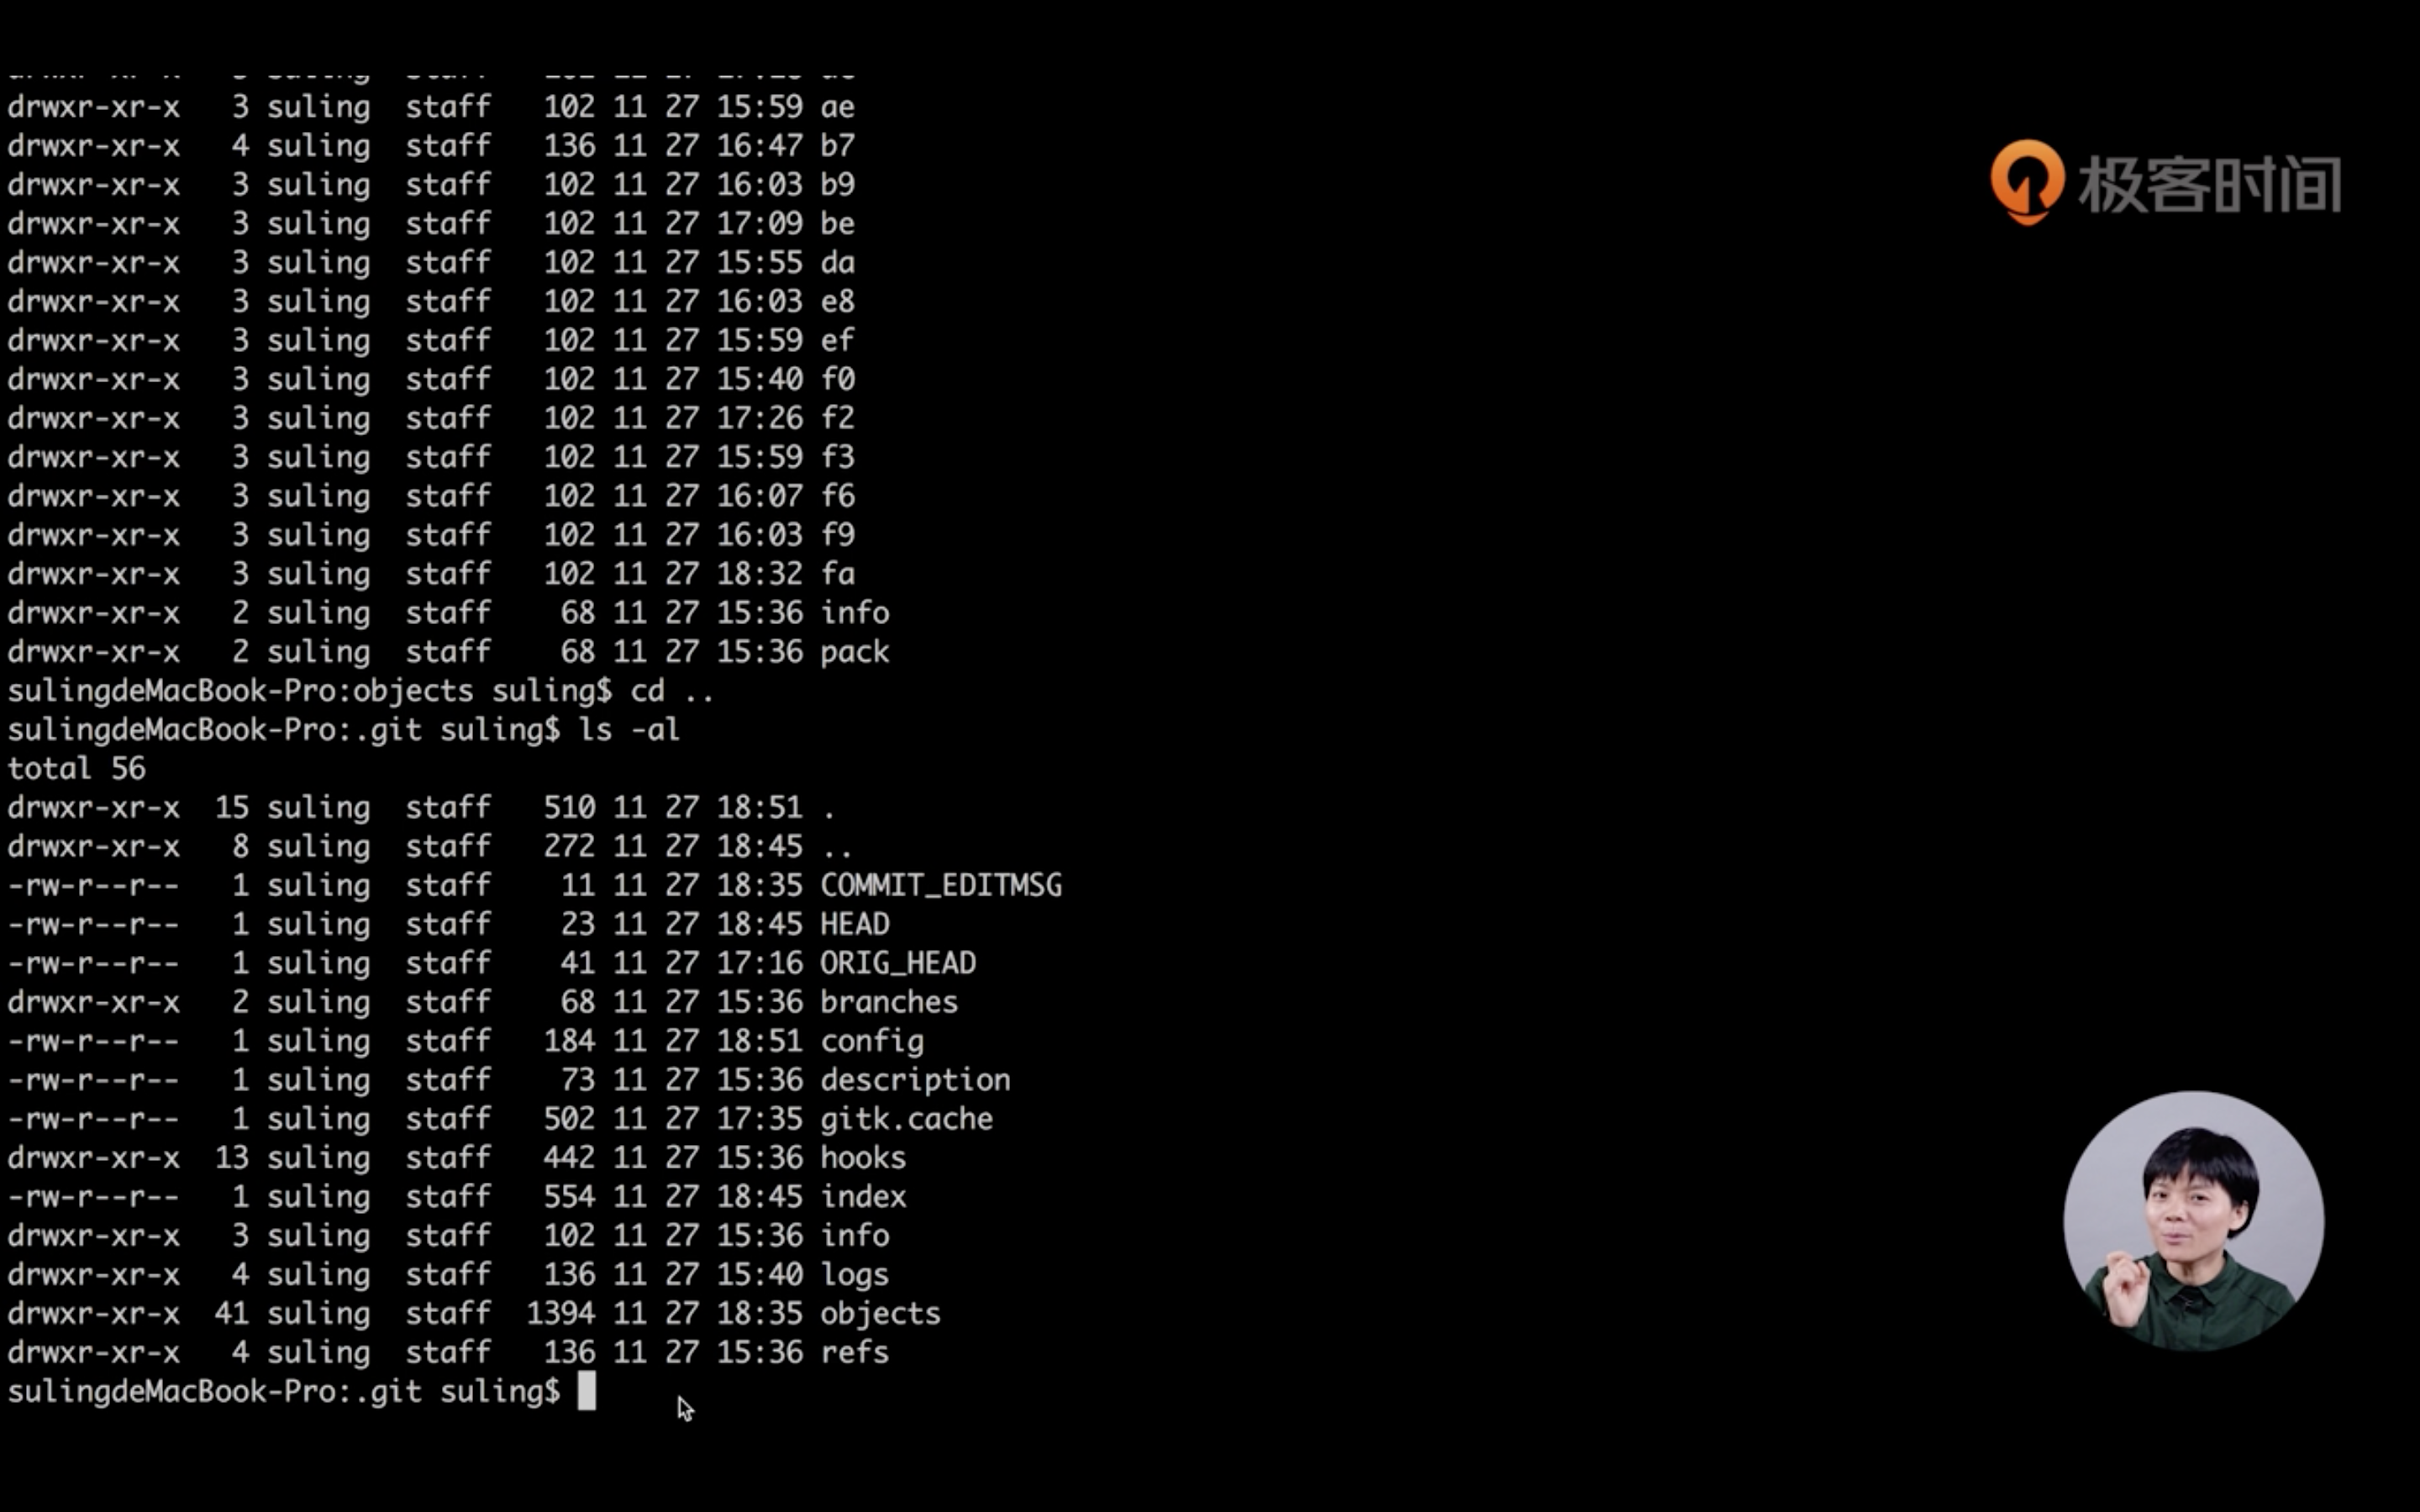 drwxr-xr-x 3 suling staff 102 11 27 15:59 ae
drwxr-xr-x 4 suling staff 136 11 27 16:47 b7
drwxr-xr-x 3 suling staff 102 11 27 16:03 b9
drwxr-xr-x 3 suling staff 102 11 27 17:09 be
drwxr-xr-x 3 suling staff 102 11 27 15:55 da
drwxr-xr-x 3 suling staff 102 11 27 16:03 e8
drwxr-xr-x 3 suling staff 102 11 27 15:59 ef
drwxr-xr-x 3 suling staff 102 11 27 15:40 f0
drwxr-xr-x 3 suling staff 102 11 27 17:26 f2
drwxr-xr-x 3 suling staff 102 11 27 15:59 f3
drwxr-xr-x 3 suling staff 102 11 27 16:07 f6
drwxr-xr-x 3 suling staff 102 11 27 16:03 f9
drwxr-xr-x 3 suling staff 102 11 27 18:32 fa
drwxr-xr-x 2 suling staff 68 11 27 15:36 info
drwxr-xr-x 2 suling staff 68 11 27 15:36 pack
sulingdeMacBook-Pro:objects suling$ cd ..
sulingdeMacBook-Pro:.git suling$ ls -al
total 56
drwxr-xr-x 15 suling staff 510 11 27 18:51 .
drwxr-xr-x 8 suling staff 272 11 27 18:45 ..
-rw-r--r-- 1 suling staff 11 11 27 18:35 COMMIT_EDITMSG
-rw-r--r-- 1 suling staff 23 11 27 18:45 HEAD
-rw-r--r-- 1 suling staff 41 11 27 17:16 ORIG_HEAD
drwxr-xr-x 2 suling staff 68 11 27 15:36 branches
-rw-r--r-- 1 suling staff 184 11 27 18:51 config
-rw-r--r-- 1 suling staff 73 11 27 15:36 description
-rw-r--r-- 1 suling staff 502 11 27 17:35 gitk.cache
drwxr-xr-x 13 suling staff 442 11 27 15:36 hooks
-rw-r--r-- 1 suling staff 554 11 27 18:45 index
drwxr-xr-x 3 suling staff 102 11 27 15:36 info
drwxr-xr-x 4 suling staff 136 11 27 15:40 logs
drwxr-xr-x 41 suling staff 1394 11 27 18:35 objects
drwxr-xr-x 4 suling staff 136 11 27 15:36 refs
sulingdeMacBook-Pro:.git suling$
极客时间